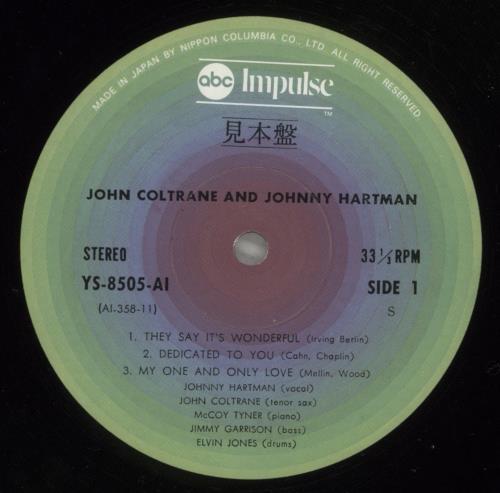 MADE IN JAPAN BY NIPPON COLUMBIA CO., LTD. ALL RIGHT RESERVED.
abc Impulse
TM
見本盤
JOHN COLTRANE AND JOHNNY HARTMAN
STEREO 33 1/3 RPM
YS-8505-AI SIDE 1
(AI-358-11) S
1. THEY SAY IT'S WONDERFUL (Irving Berlin)
2. DEDICATED TO YOU (Cahn, Chaplin)
3. MY ONE AND ONLY LOVE (Mellin, Wood)
JOHNNY HARTMAN (vocal)
JOHN COLTRANE (tenor sax)
McCOY TYNER (piano)
JIMMY GARRISON (bass)
ELVIN JONES (drums)